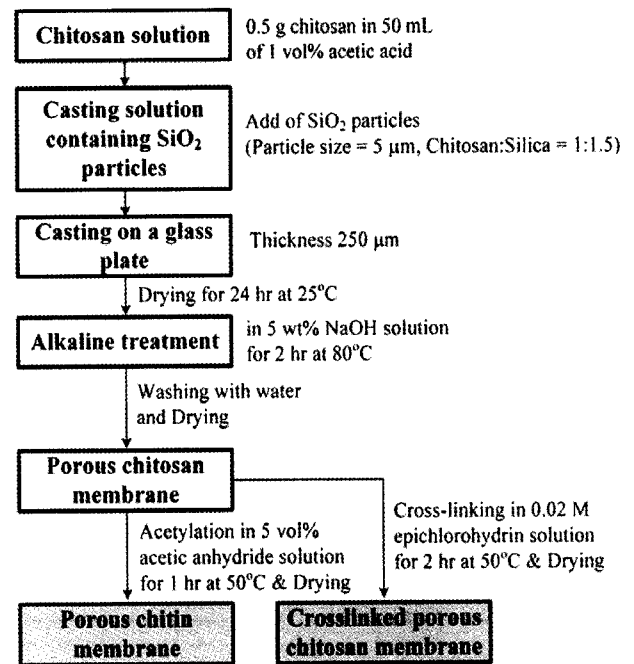 Chitosan solution
0.5 g chitosan in 50 mL
of 1 vol% acetic acid
Casting solution
containing SiO₂
particles
Add of SiO₂ particles
(Particle size = 5 μm, Chitosan:Silica = 1:1.5)
Casting on a glass
plate
Thickness 250 μm
Drying for 24 hr at 25°C
Alkaline treatment
in 5 wt% NaOH solution
for 2 hr at 80°C
Washing with water
and Drying
Porous chitosan
membrane
Cross-linking in 0.02 M
epichlorohydrin solution
for 2 hr at 50°C & Drying
Acetylation in 5 vol%
acetic anhydride solution
for 1 hr at 50°C & Drying
Porous chitin
membrane
Crosslinked porous
chitosan membrane